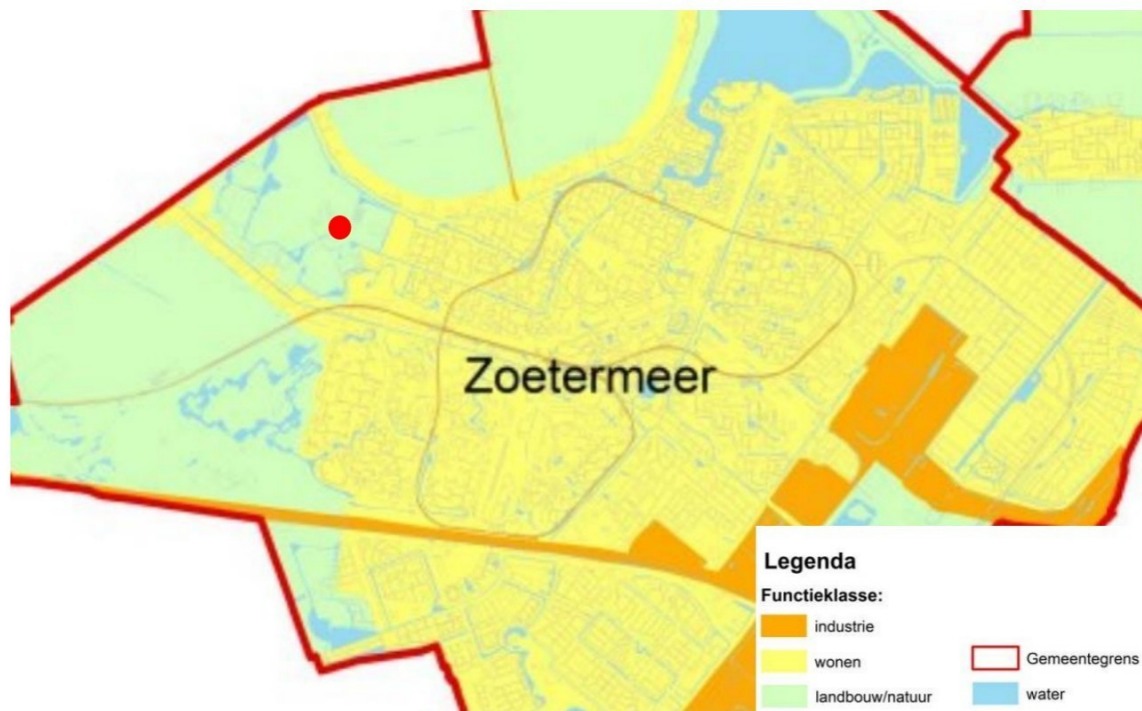 Zoetermeer
Legenda
Functieklasse:
industrie
wonen
landbouw/natuur
Gemeentegrens
water